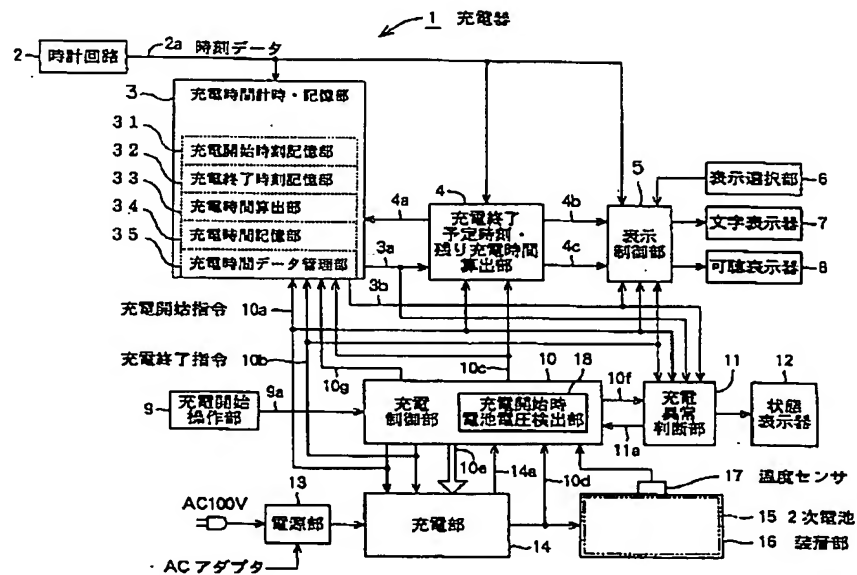 1 充電器
2 時計回路
2a 時刻データ
3 充電時間計時・記憶部
31 充電開始時刻記憶部
32 充電終了時刻記憶部
33 充電時間算出部
34 充電時間記憶部
35 充電時間データ管理部
4a
3a
3b
4
充電終了
予定時刻・
残り充電時間
算出部
4b
4c
5
表示
制御部
表示選択部 6
文字表示器 7
可聴表示器 8
充電開始指令 10a
充電終了指令 10b
10g
10c
9 充電開始
操作部
9a
10
充電
制御部
18
充電開始時
電池電圧検出部
10f
11a
11
充電
異常
判断部
12
状態
表示器
10e
14a
10d
17 温度センサ
AC100V
13
電源部
ACアダプタ
充電部
14
15 2次電池
16 装着部